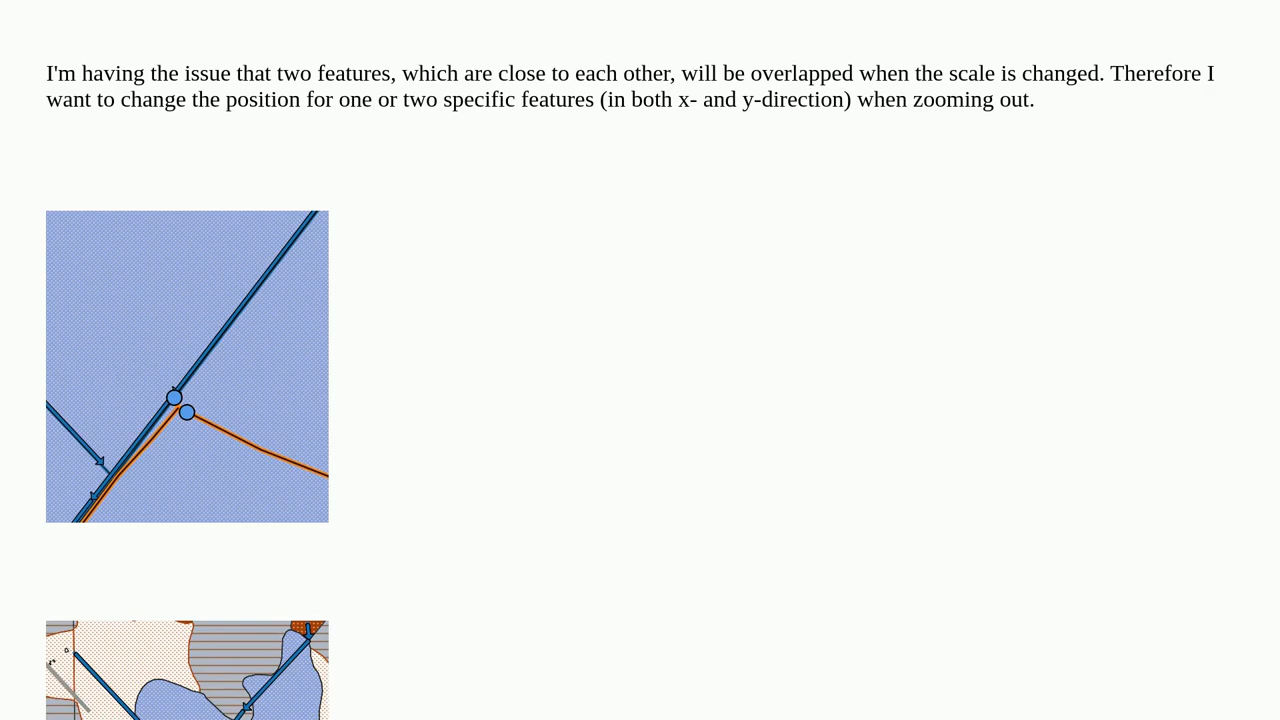 I'm having the issue that two features, which are close to each other, will be overlapped when the scale is changed. Therefore I
want to change the position for one or two specific features (in both x- and y-direction) when zooming out.